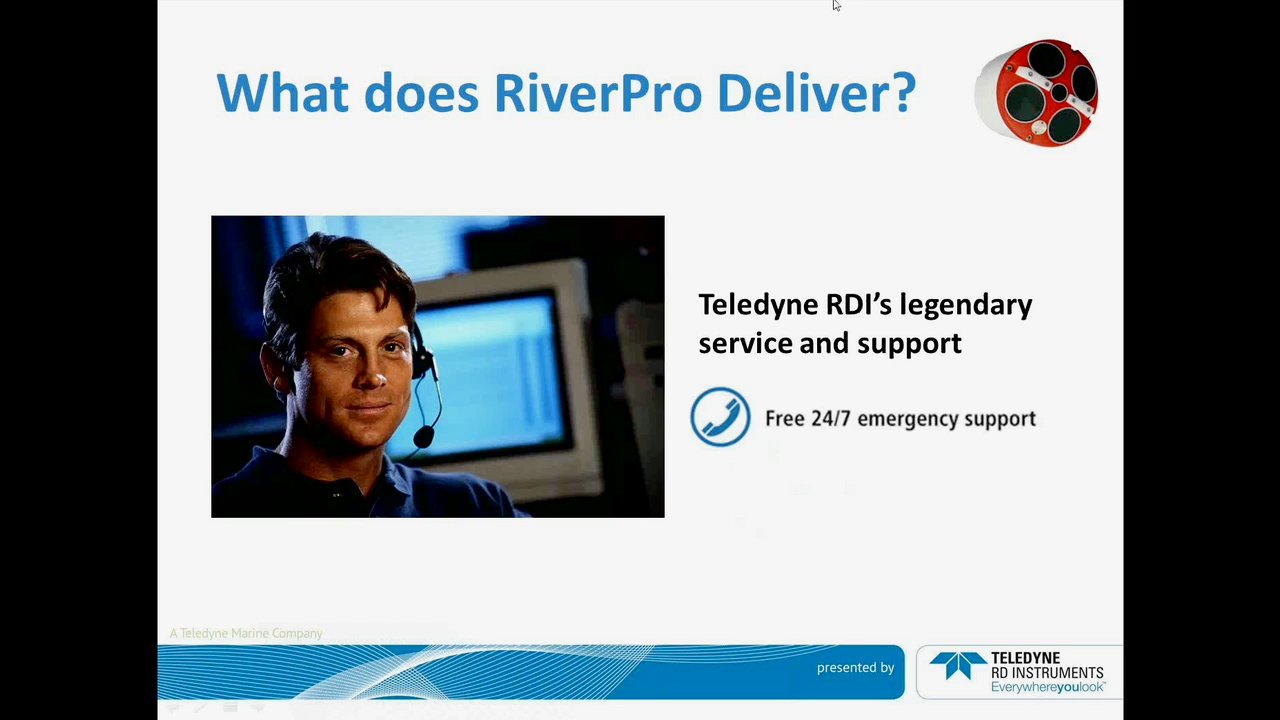 What does RiverPro Deliver?
Teledyne RDI’s legendary
service and support
Free 24/7 emergency support
A Teledyne Marine Company
presented by
TELEDYNE
RD INSTRUMENTS
Everywhereyoulook™